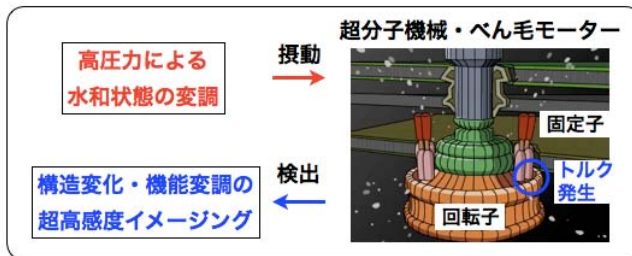 超分子機械・べん毛モーター
高圧力による
水和状態の変調
摂動
構造変化・機能変調の
超高感度イメージング
検出
固定子
トルク
発生
回転子